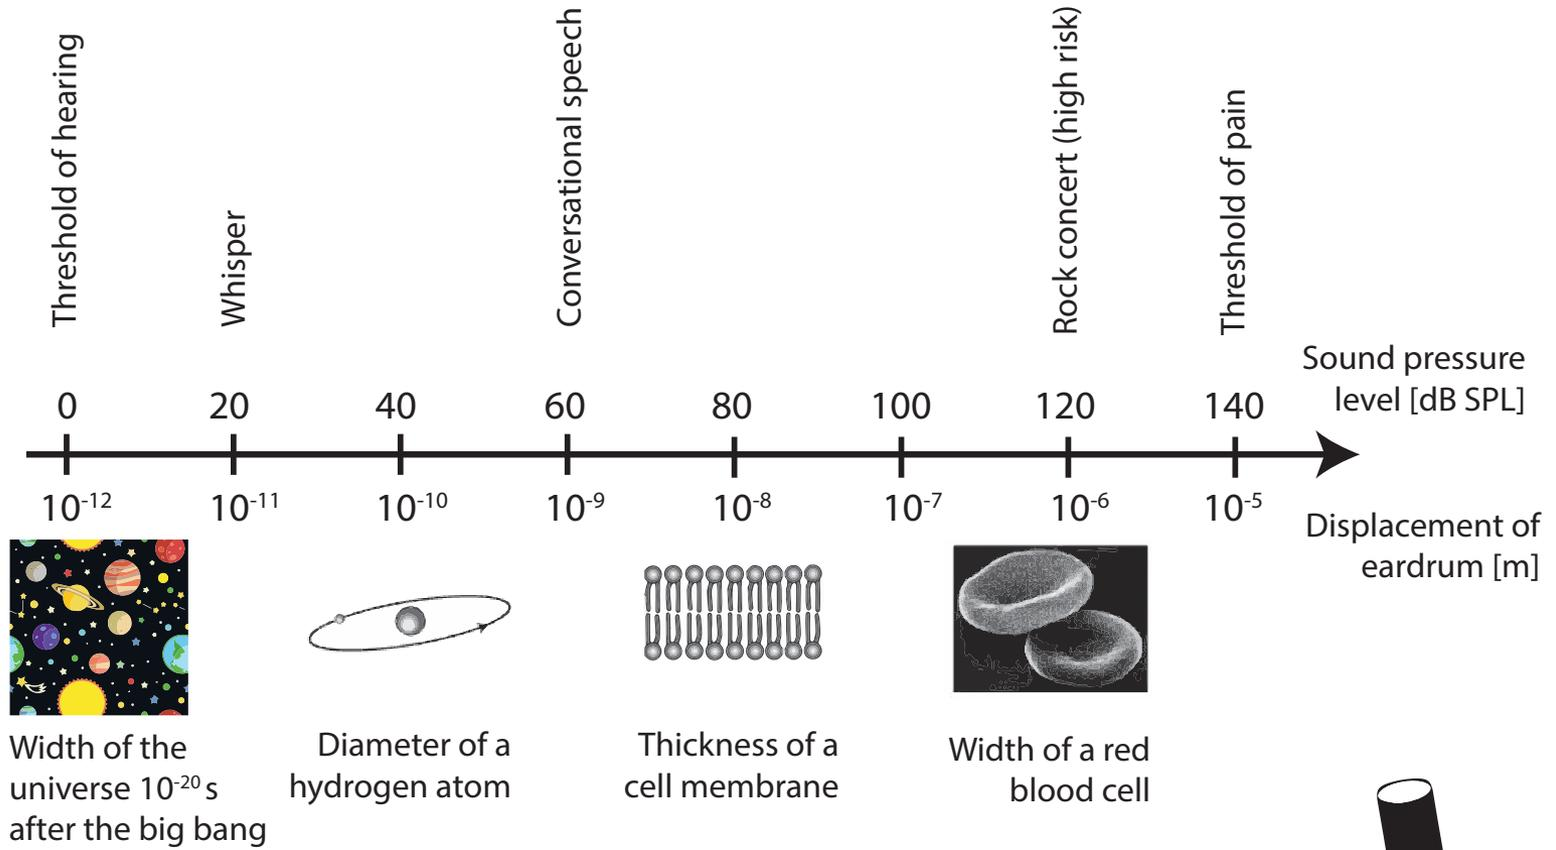 Threshold of hearing
Whisper
Conversational speech
Rock concert (high risk)
Threshold of pain
Sound pressure
level [dB SPL]
0 20 40 60 80 100 120 140
10⁻¹² 10⁻¹¹ 10⁻¹⁰ 10⁻⁹ 10⁻⁸ 10⁻⁷ 10⁻⁶ 10⁻⁵
Displacement of
eardrum [m]
Width of the
universe 10⁻²⁰ s
after the big bang
Diameter of a
hydrogen atom
Thickness of a
cell membrane
Width of a red
blood cell